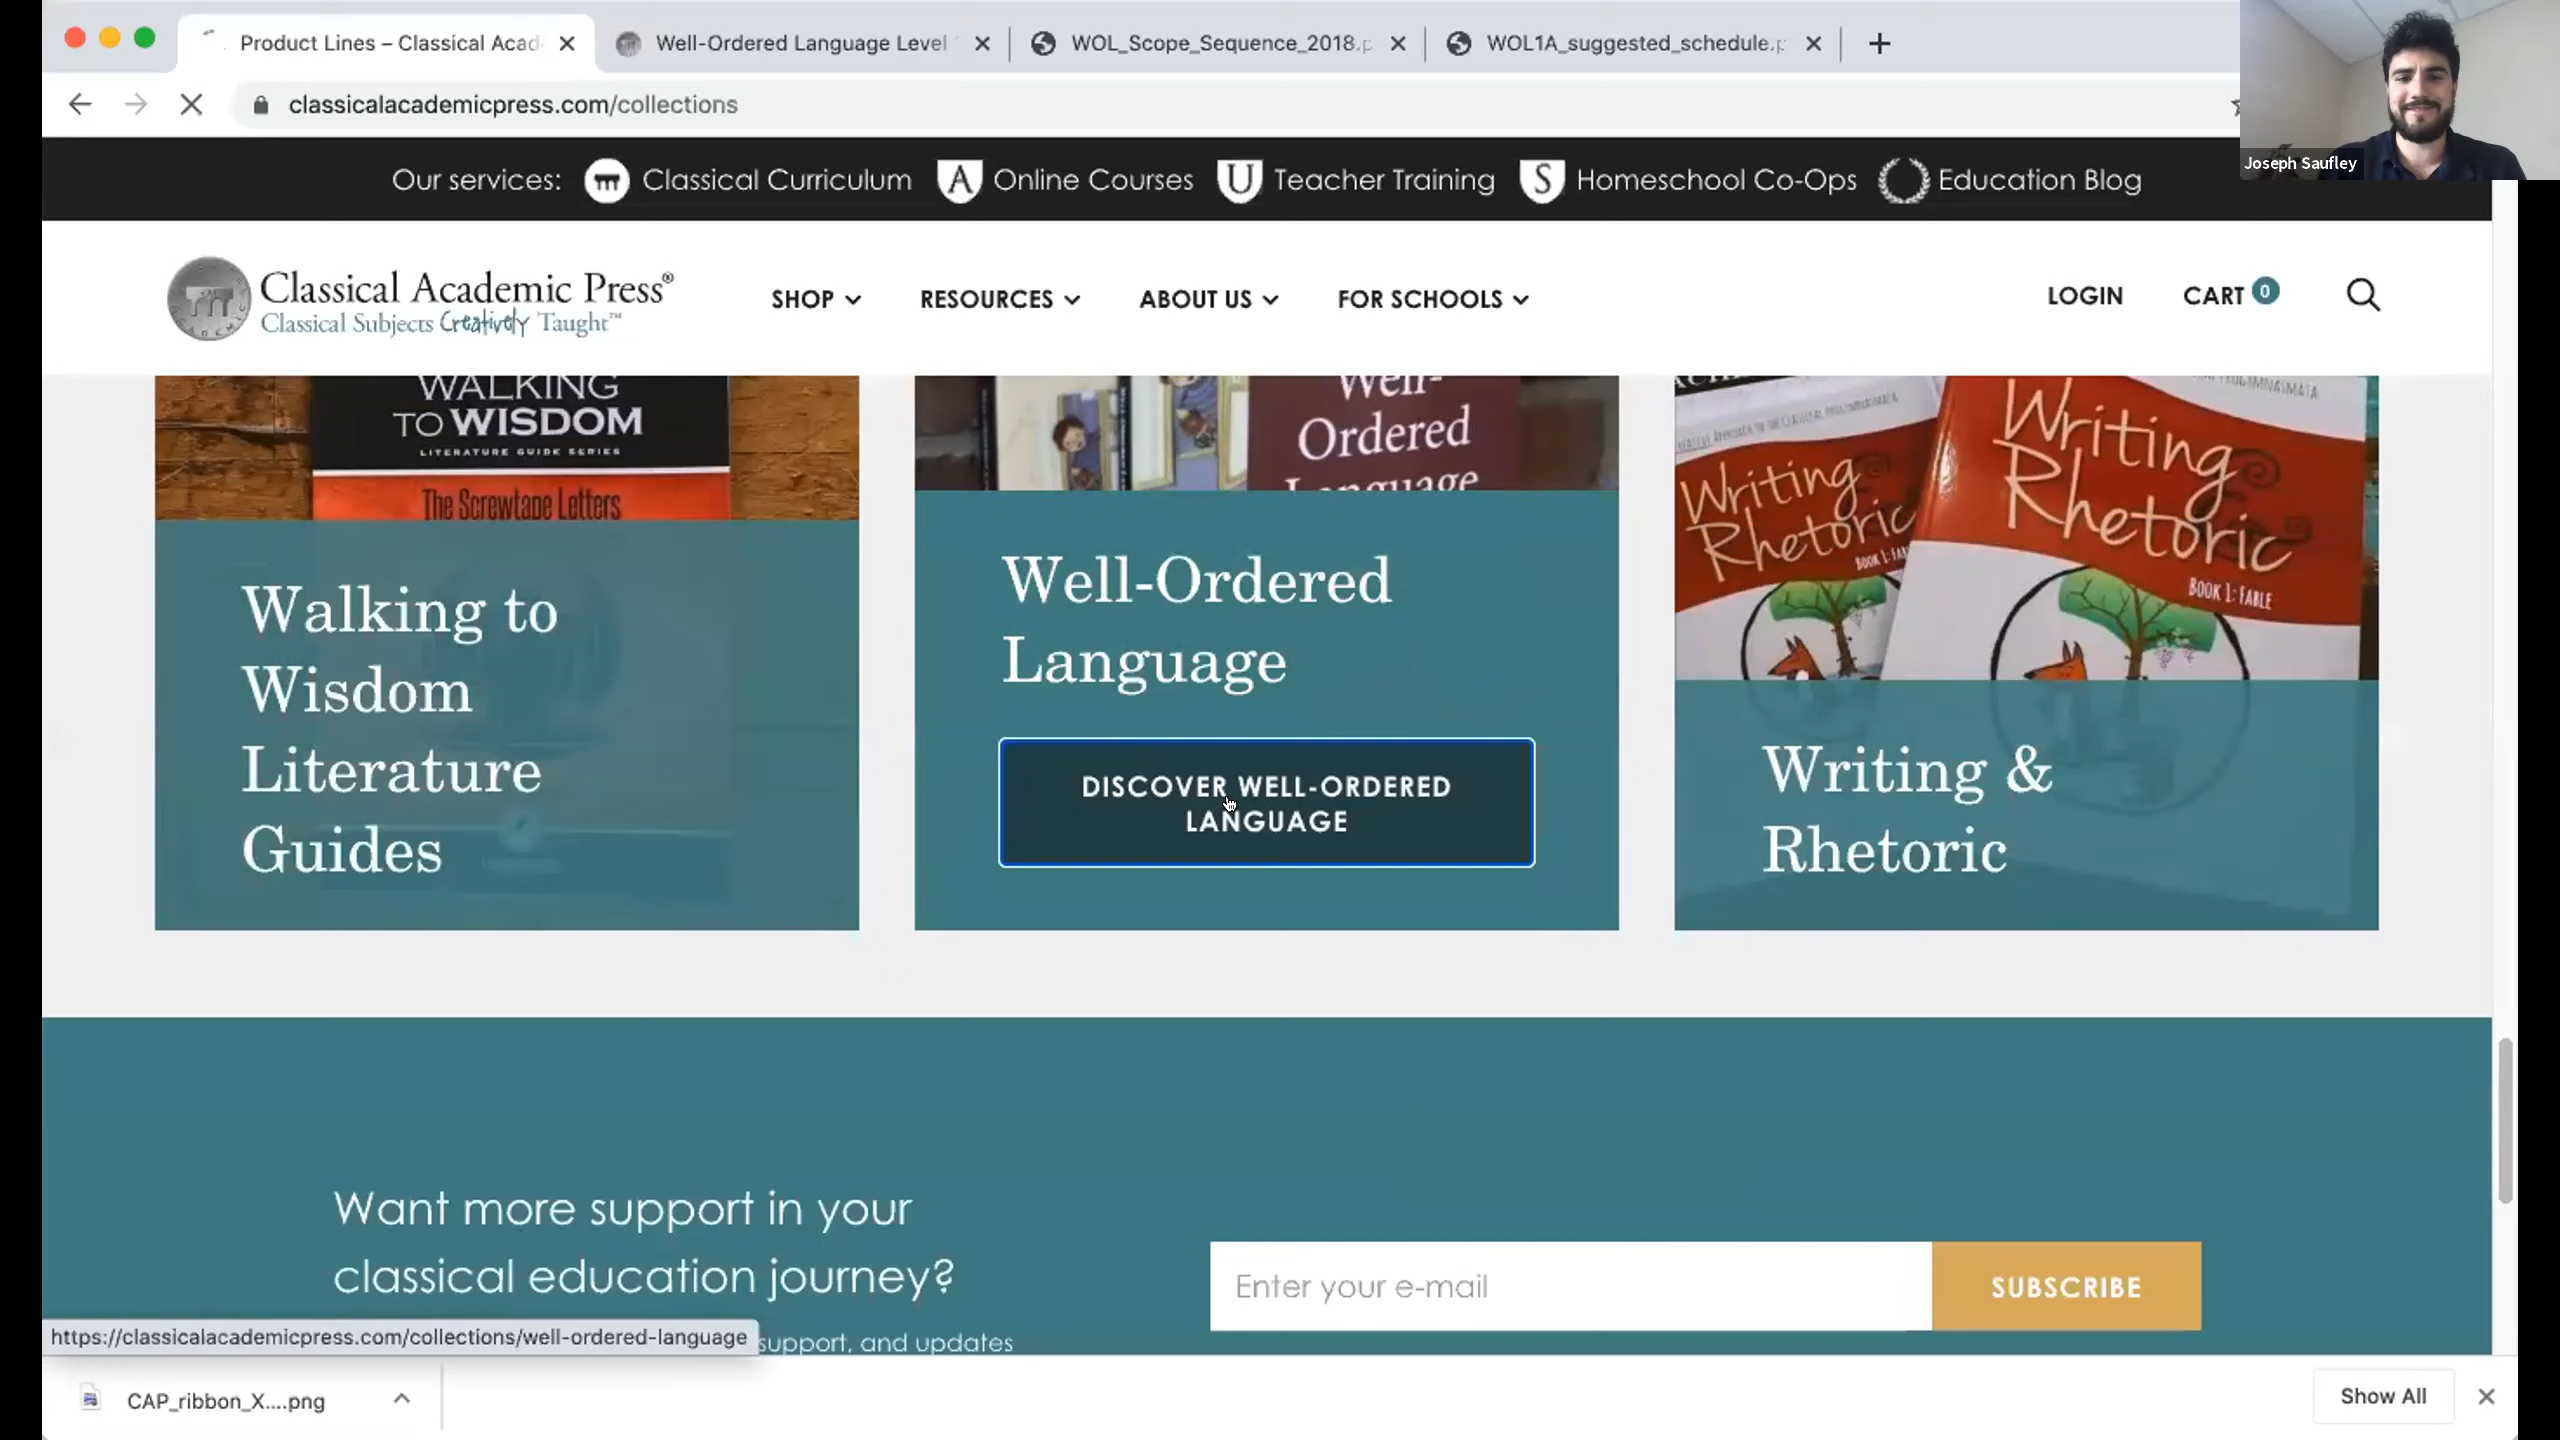 Product Lines – Classical Acad
Well-Ordered Language Level
WOL_Scope_Sequence_2018.p
WOL1A_suggested_schedule.p
classicalacademicpress.com/collections
Joseph Saufley
Our services:
Classical Curriculum
A
Online Courses
U
Teacher Training
S
Homeschool Co-Ops
Education Blog
Classical Academic Press®
Classical Subjects Creatively Taught™
SHOP
RESOURCES
ABOUT US
FOR SCHOOLS
LOGIN
CART 0
WALKING
TO WISDOM
LITERATURE GUIDE SERIES
The Screwtape Letters
Walking to
Wisdom
Literature
Guides
Well-
Ordered
Language
Well-Ordered
Language
DISCOVER WELL-ORDERED
LANGUAGE
Writing
Rhetoric
BOOK 1: FA
Writing
Rhetoric
BOOK 1: FABLE
Writing &
Rhetoric
Want more support in your
classical education journey?
support, and updates
Enter your e-mail
SUBSCRIBE
https://classicalacademicpress.com/collections/well-ordered-language
CAP_ribbon_X....png
Show All